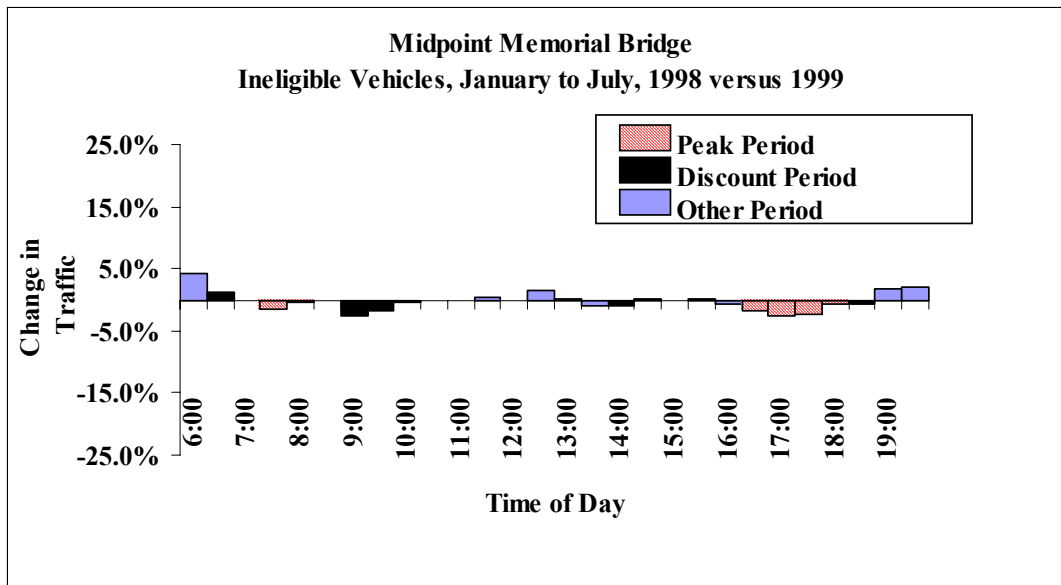 Midpoint Memorial Bridge
Ineligible Vehicles, January to July, 1998 versus 1999
Peak Period
Discount Period
Other Period
25.0%
15.0%
5.0%
-5.0%
-15.0%
-25.0%
Change in
Traffic
6:00
7:00
8:00
9:00
10:00
11:00
12:00
13:00
14:00
15:00
16:00
17:00
18:00
19:00
Time of Day